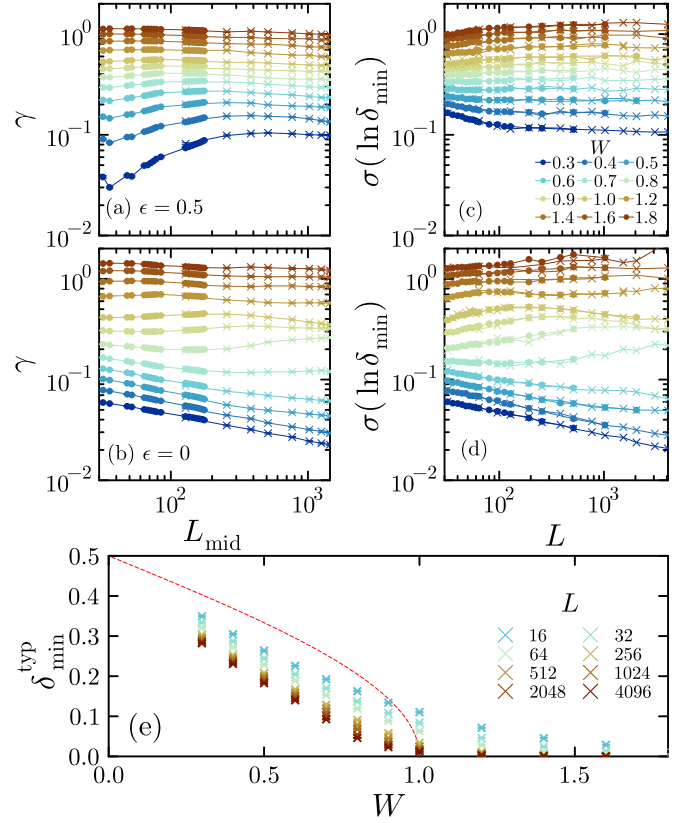 10^0
10^{-1}
10^{-2}
γ
(a) ϵ = 0.5
10^0
10^{-1}
10^{-2}
σ(ln δ_min)
(c)
W
0.3 0.4 0.5
0.6 0.7 0.8
0.9 1.0 1.2
1.4 1.6 1.8
10^0
10^{-1}
10^{-2}
γ
(b) ϵ = 0
10^2 10^3
L_mid
10^0
10^{-1}
10^{-2}
σ(ln δ_min)
(d)
10^2 10^3
L
0.5
0.4
0.3
0.2
0.1
0.0
δ_min^typ
(e)
L
16 32
64 256
512 1024
2048 4096
0.0 0.5 1.0 1.5
W